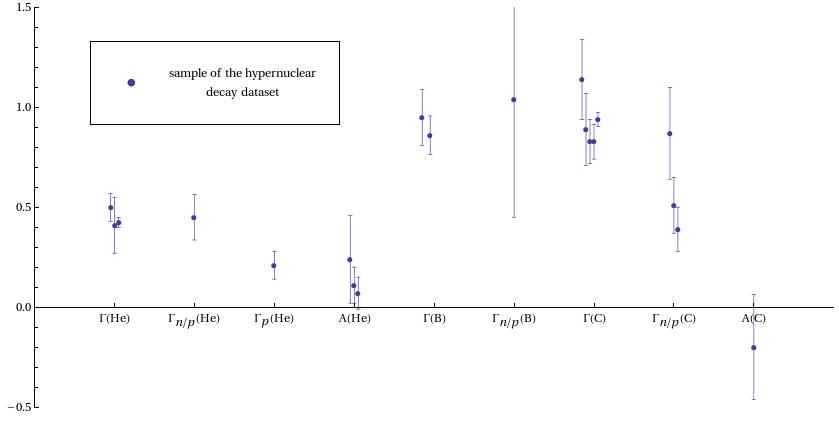 1.5
sample of the hypernuclear
decay dataset
1.0
0.5
0.0
Γ(He) Γn/p(He) Γp(He) A(He) Γ(B) Γn/p(B) Γ(C) Γn/p(C) A(C)
−0.5